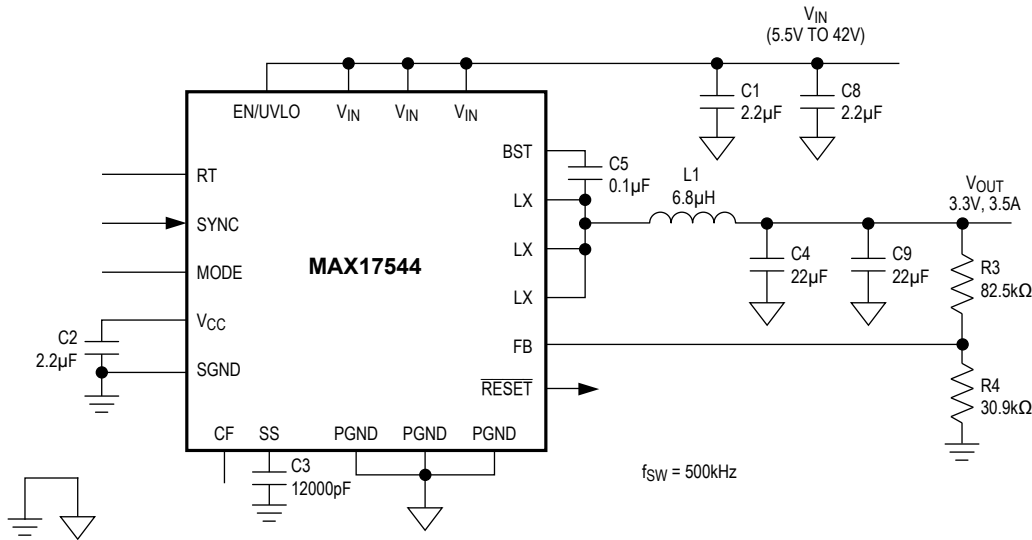 VIN
(5.5V TO 42V)
EN/UVLO
VIN
VIN
VIN
C1
2.2µF
C8
2.2µF
BST
C5
0.1µF
RT
LX
L1
6.8µH
VOUT
3.3V, 3.5A
SYNC
MAX17544
LX
MODE
C4
22µF
C9
22µF
R3
82.5kΩ
LX
VCC
C2
2.2µF
FB
SGND
RESET
R4
30.9kΩ
CF
SS
PGND
PGND
PGND
C3
12000pF
fSW = 500kHz